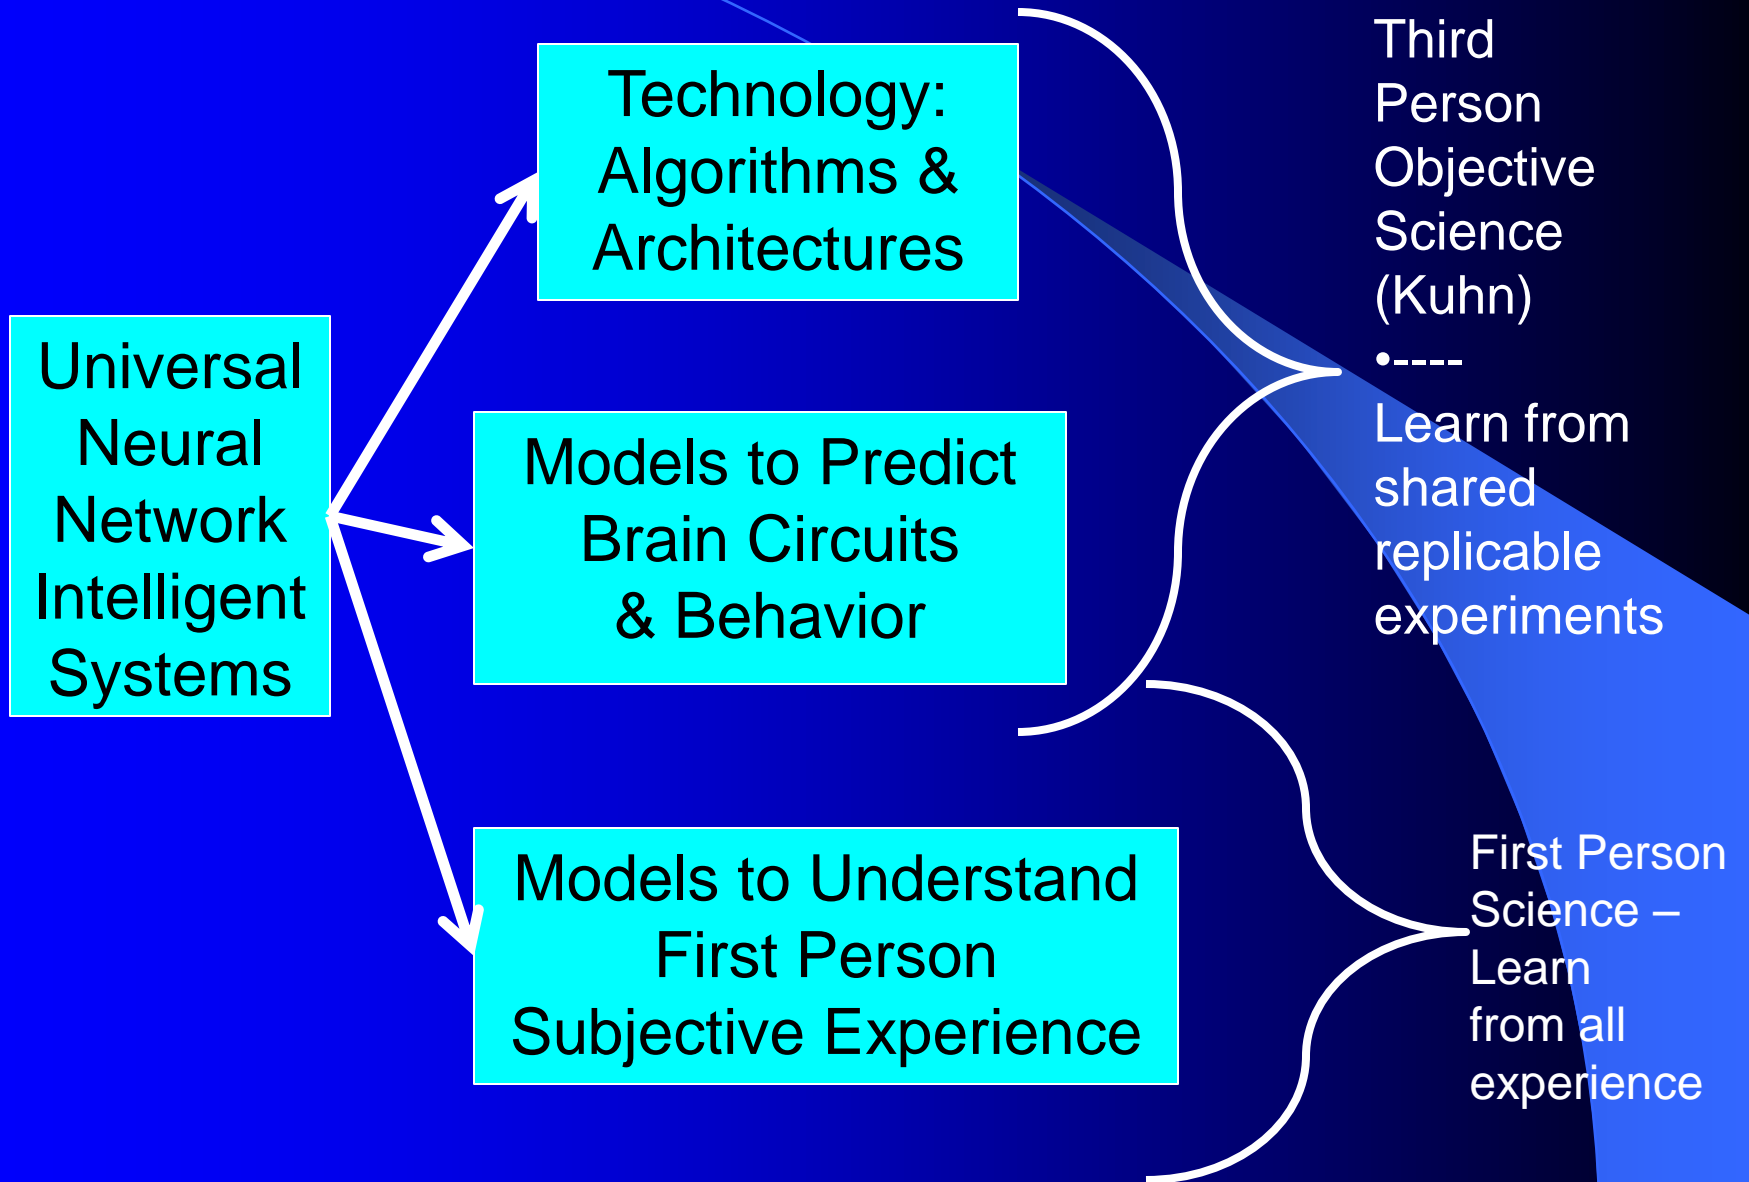 Universal
Neural
Network
Intelligent
Systems
Technology:
Algorithms &
Architectures
Models to Predict
Brain Circuits
& Behavior
Models to Understand
First Person
Subjective Experience
Third
Person
Objective
Science
(Kuhn)
•----
Learn from
shared
replicable
experiments
First Person
Science –
Learn
from all
experience